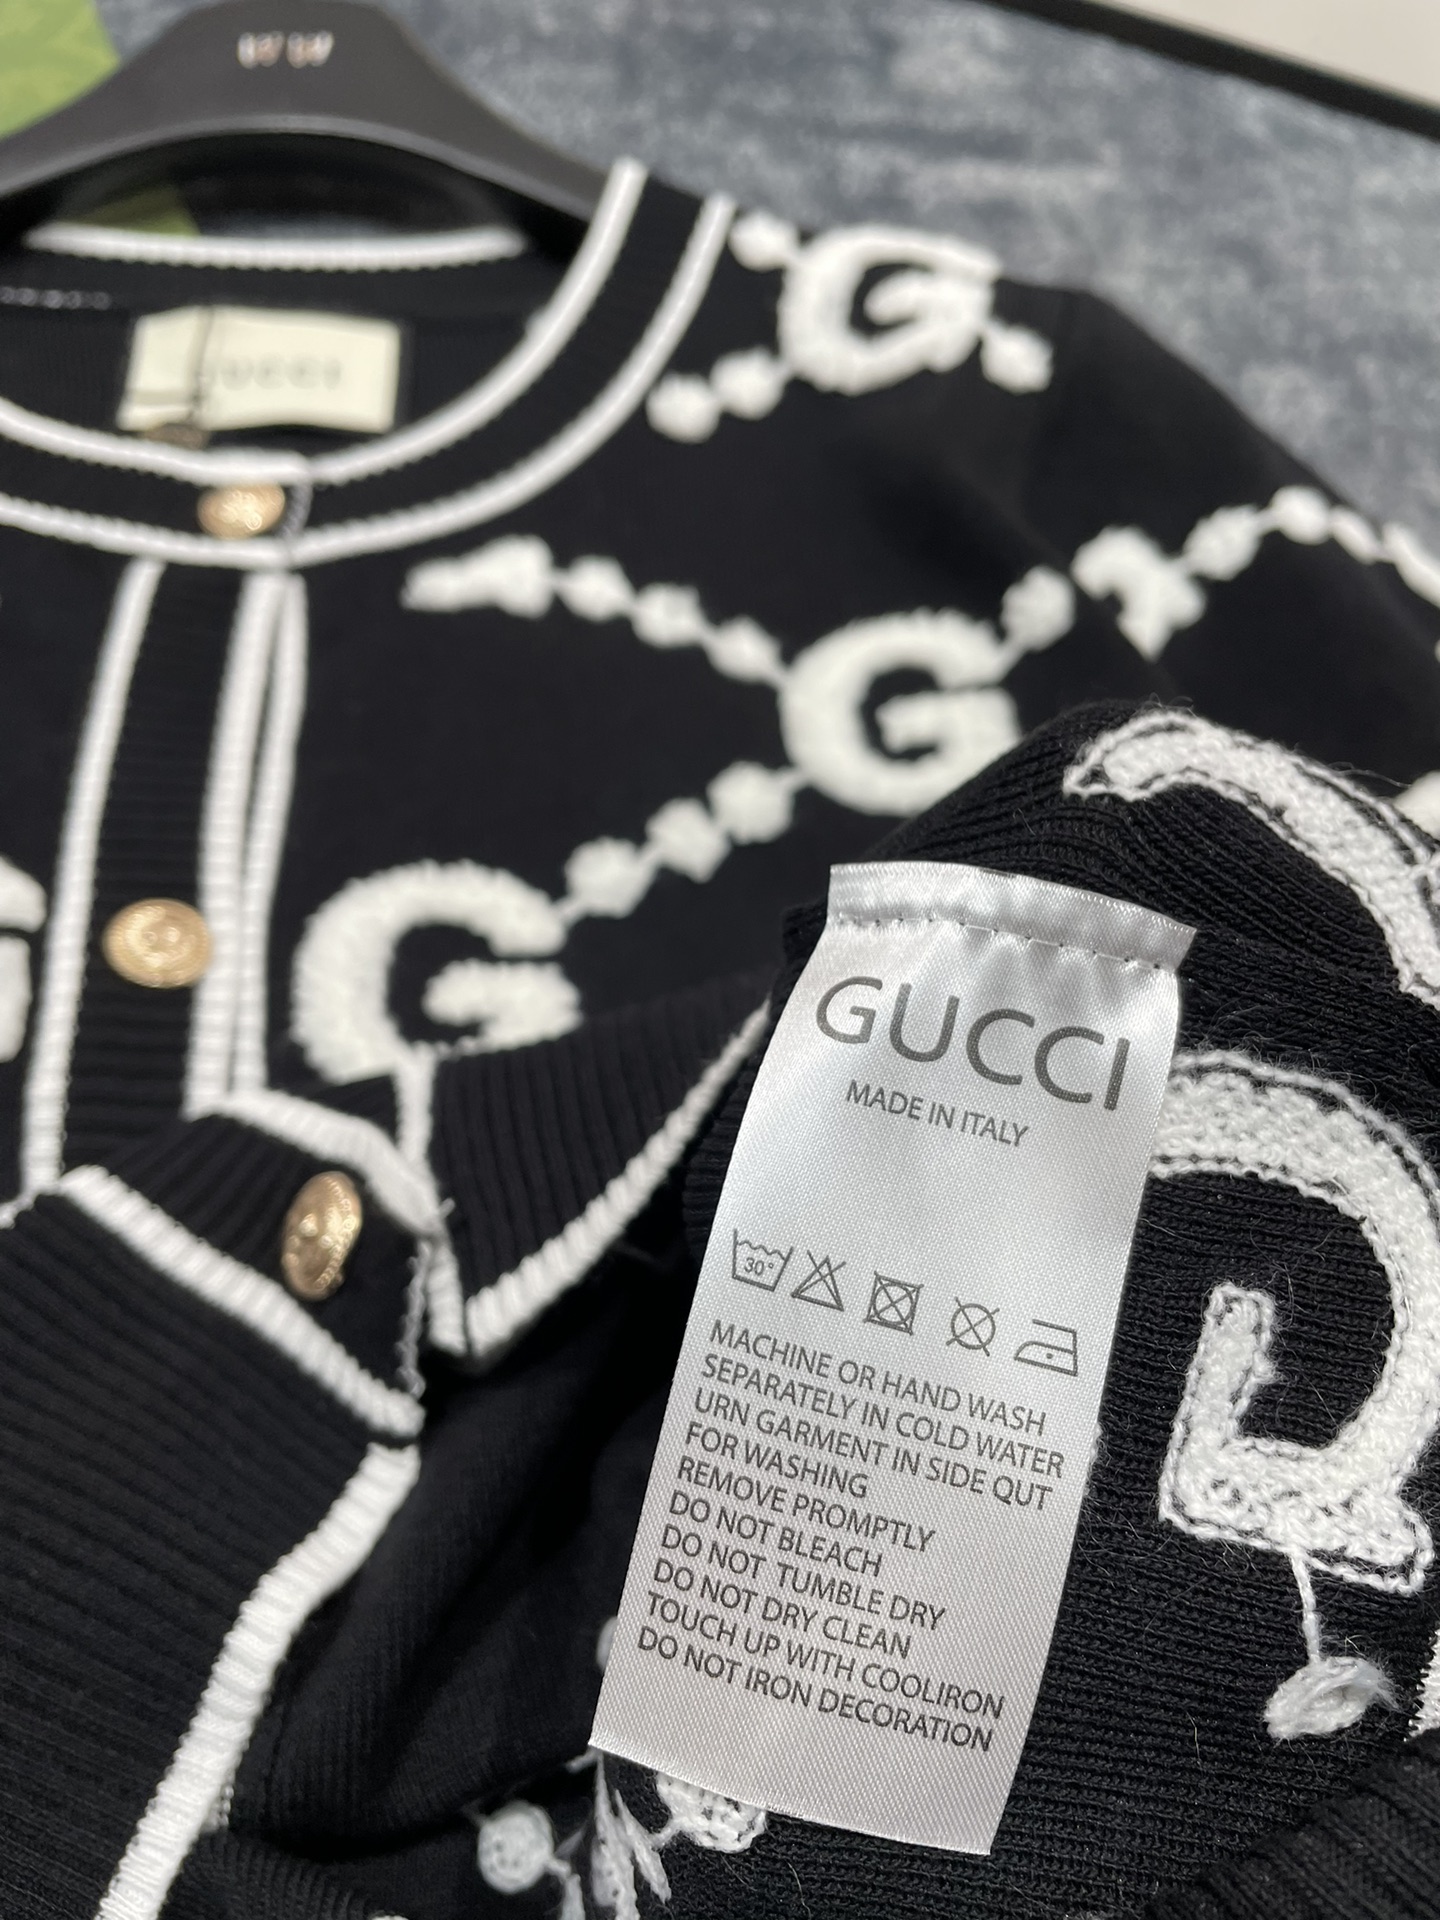 GUCCI
GUCCI
MADE IN ITALY
30°
MACHINE OR HAND WASH
SEPARATELY IN COLD WATER
URN GARMENT IN SIDE QUT
FOR WASHING
REMOVE PROMPTLY
DO NOT BLEACH
DO NOT TUMBLE DRY
DO NOT DRY CLEAN
TOUCH UP WITH COOLIRON
DO NOT IRON DECORATION
G
G
G
G